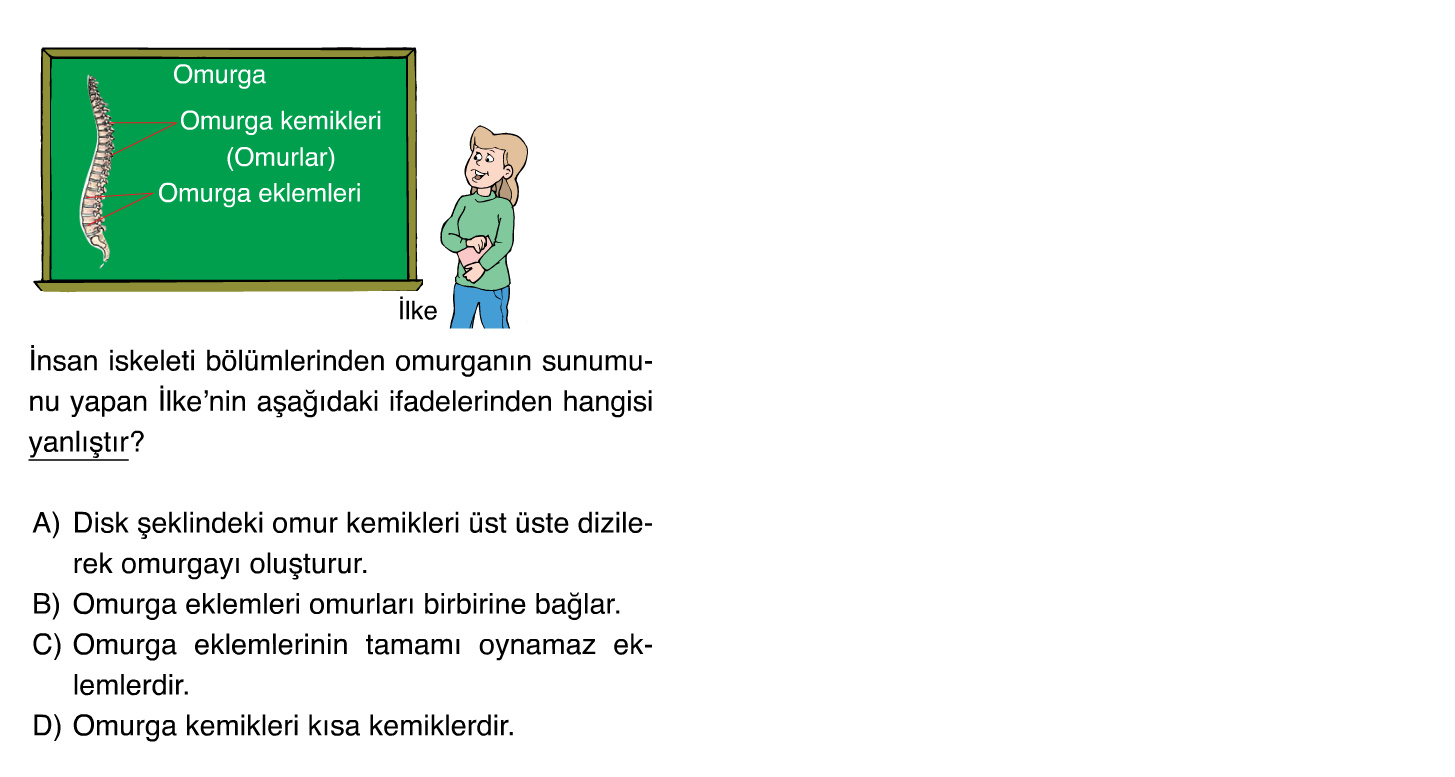 Omurga
Omurga kemikleri
(Omurlar)
Omurga eklemleri
İlke
İnsan iskeleti bölümlerinden omurganın sunumu-
nu yapan İlke’nin aşağıdaki ifadelerinden hangisi
yanlıştır?
A) Disk şeklindeki omur kemikleri üst üste dizile-
rek omurgayı oluşturur.
B) Omurga eklemleri omurları birbirine bağlar.
C) Omurga eklemlerinin tamamı oynamaz ek-
lemlerdir.
D) Omurga kemikleri kısa kemiklerdir.